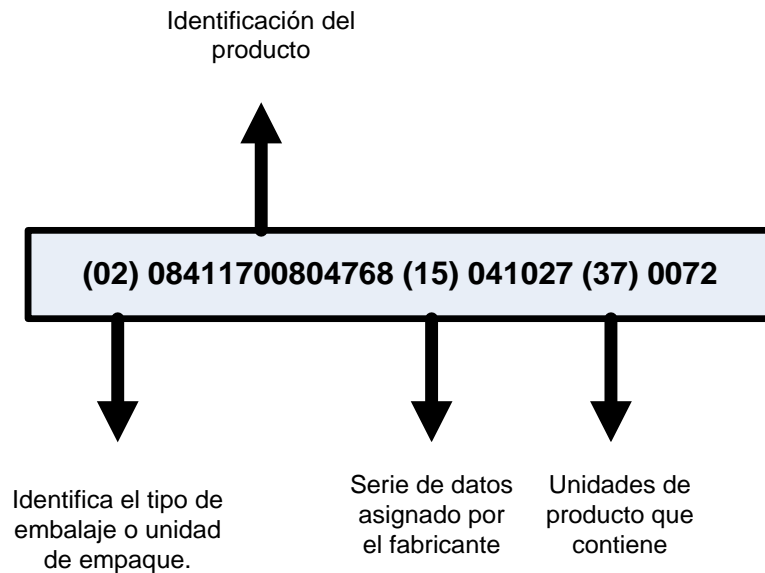 Identificación del
producto
(02) 08411700804768 (15) 041027 (37) 0072
Identifica el tipo de
embalaje o unidad
de empaque.
Serie de datos
asignado por
el fabricante
Unidades de
producto que
contiene